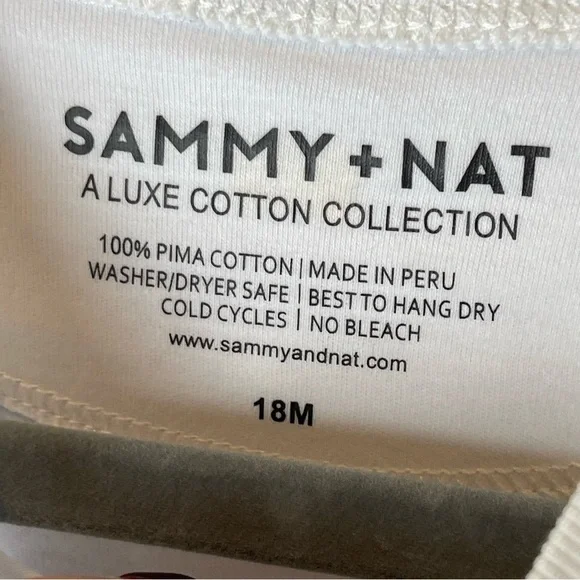 SAMMY + NAT
A LUXE COTTON COLLECTION
100% PIMA COTTON | MADE IN PERU
WASHER/DRYER SAFE | BEST TO HANG DRY
COLD CYCLES | NO BLEACH
www.sammyandnat.com
18M